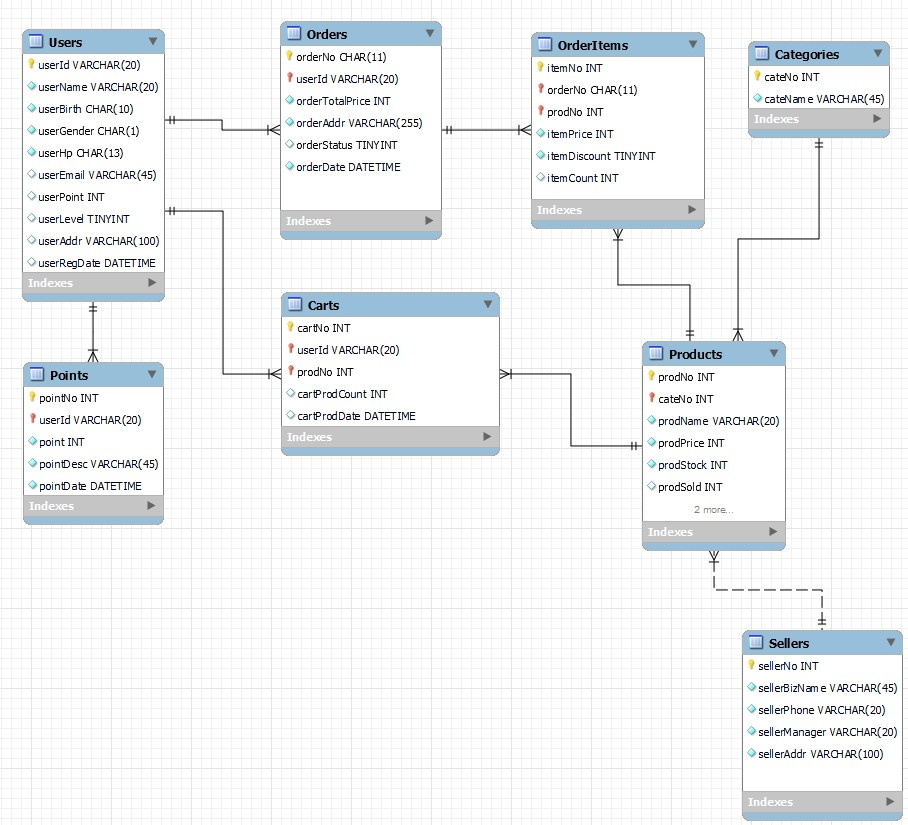 Users
userId VARCHAR(20)
userName VARCHAR(20)
userBirth CHAR(10)
userGender CHAR(1)
userHp CHAR(13)
userEmail VARCHAR(45)
userPoint INT
userLevel TINYINT
userAddr VARCHAR(100)
userRegDate DATETIME
Indexes
Orders
orderNo CHAR(11)
userId VARCHAR(20)
orderTotalPrice INT
orderAddr VARCHAR(255)
orderStatus TINYINT
orderDate DATETIME
Indexes
OrderItems
itemNo INT
orderNo CHAR(11)
prodNo INT
itemPrice INT
itemDiscount TINYINT
itemCount INT
Indexes
Categories
cateNo INT
cateName VARCHAR(45)
Indexes
Points
pointNo INT
userId VARCHAR(20)
point INT
pointDesc VARCHAR(45)
pointDate DATETIME
Indexes
Carts
cartNo INT
userId VARCHAR(20)
prodNo INT
cartProdCount INT
cartProdDate DATETIME
Indexes
Products
prodNo INT
cateNo INT
prodName VARCHAR(20)
prodPrice INT
prodStock INT
prodSold INT
2 more...
Indexes
Sellers
sellerNo INT
sellerBizName VARCHAR(45)
sellerPhone VARCHAR(20)
sellerManager VARCHAR(20)
sellerAddr VARCHAR(100)
Indexes